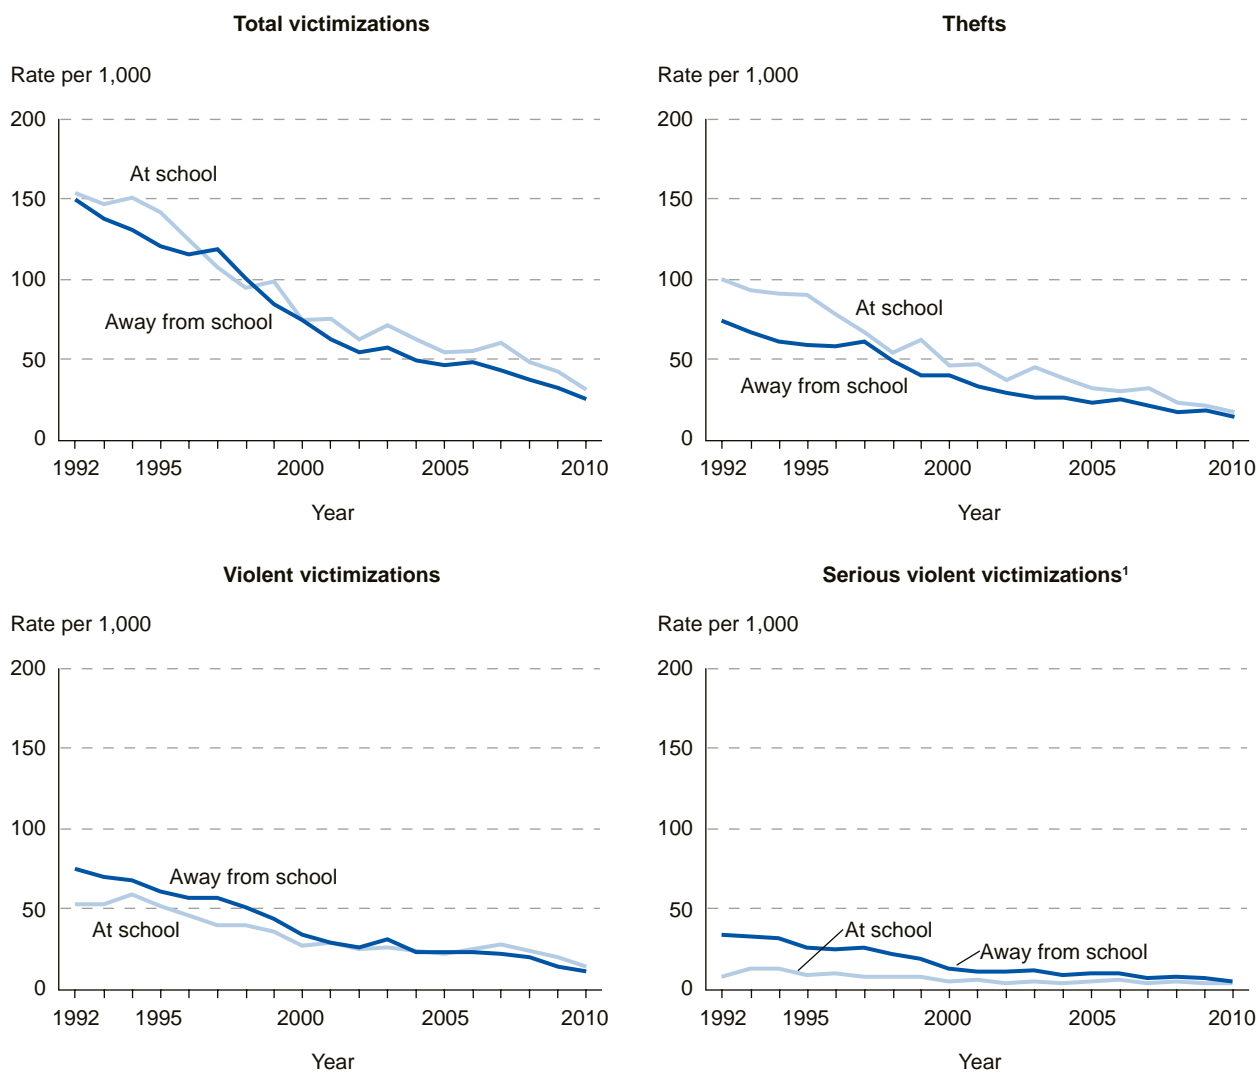 Total victimizations
Rate per 1,000
200
150
100
50
0
At school
Away from school
1992 1995 2000 2005 2010
Year
Thefts
Rate per 1,000
200
150
100
50
0
At school
Away from school
1992 1995 2000 2005 2010
Year
Violent victimizations
Rate per 1,000
200
150
100
50
0
Away from school
At school
1992 1995 2000 2005 2010
Year
Serious violent victimizations¹
Rate per 1,000
200
150
100
50
0
At school
Away from school
1992 1995 2000 2005 2010
Year